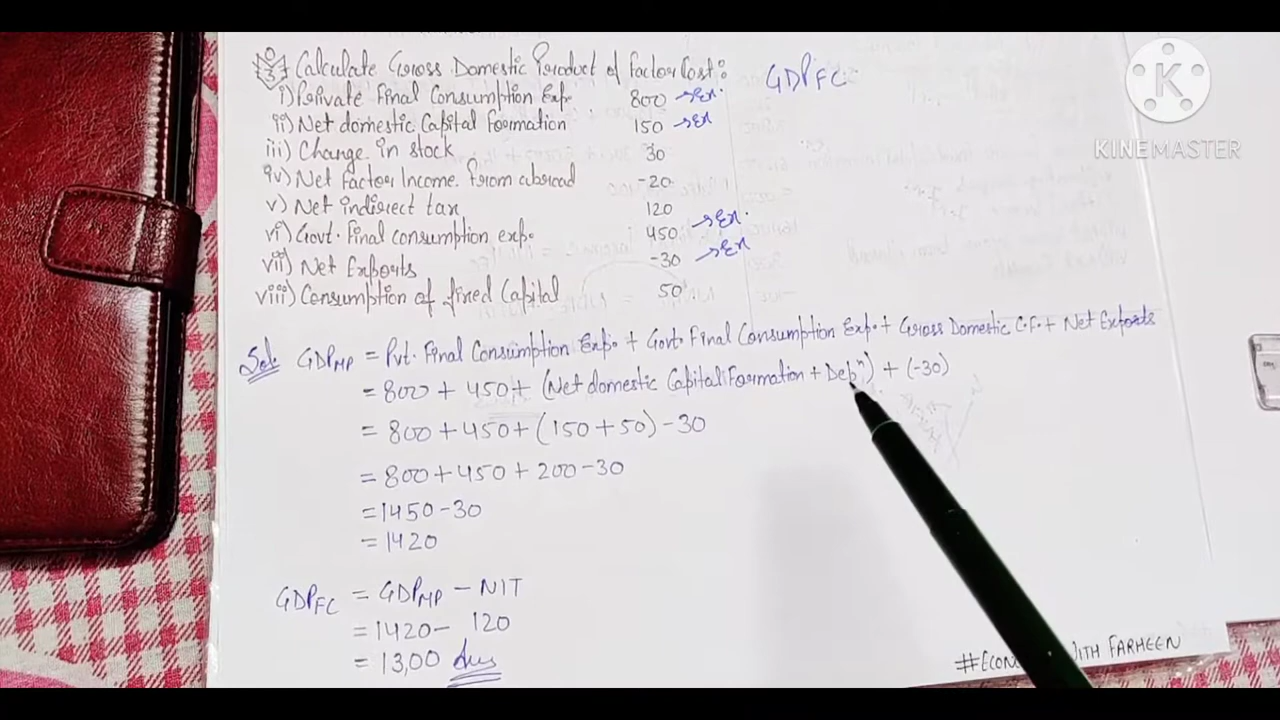 Q3 Calculate Gross Domestic Product of Factor Cost: GDPFC
i) Private Final Consumption Exp. 800 → Ex.
ii) Net domestic Capital Formation 150 → Ex
iii) Change in stock 30
iv) Net Factor Income From abroad -20
v) Net indirect tax 120
vi) Govt. Final consumption exp. 450 → Ex.
vii) Net Exports -30 → Ex
viii) Consumption of fixed Capital 50
KINEMASTER
Sol: GDPMP = Pvt. Final Consumption Exp. + Govt. Final Consumption Exp. + Gross Domestic C.F. + Net Exports
= 800 + 450 + (Net domestic Capital Formation + Depn) + (-30)
= 800 + 450 + (150 + 50) - 30
= 800 + 450 + 200 - 30
= 1450 - 30
= 1420
GDPFC = GDPMP - NIT
= 1420 - 120
= 13,00 Ans
#ECONO ITH FARHEEN